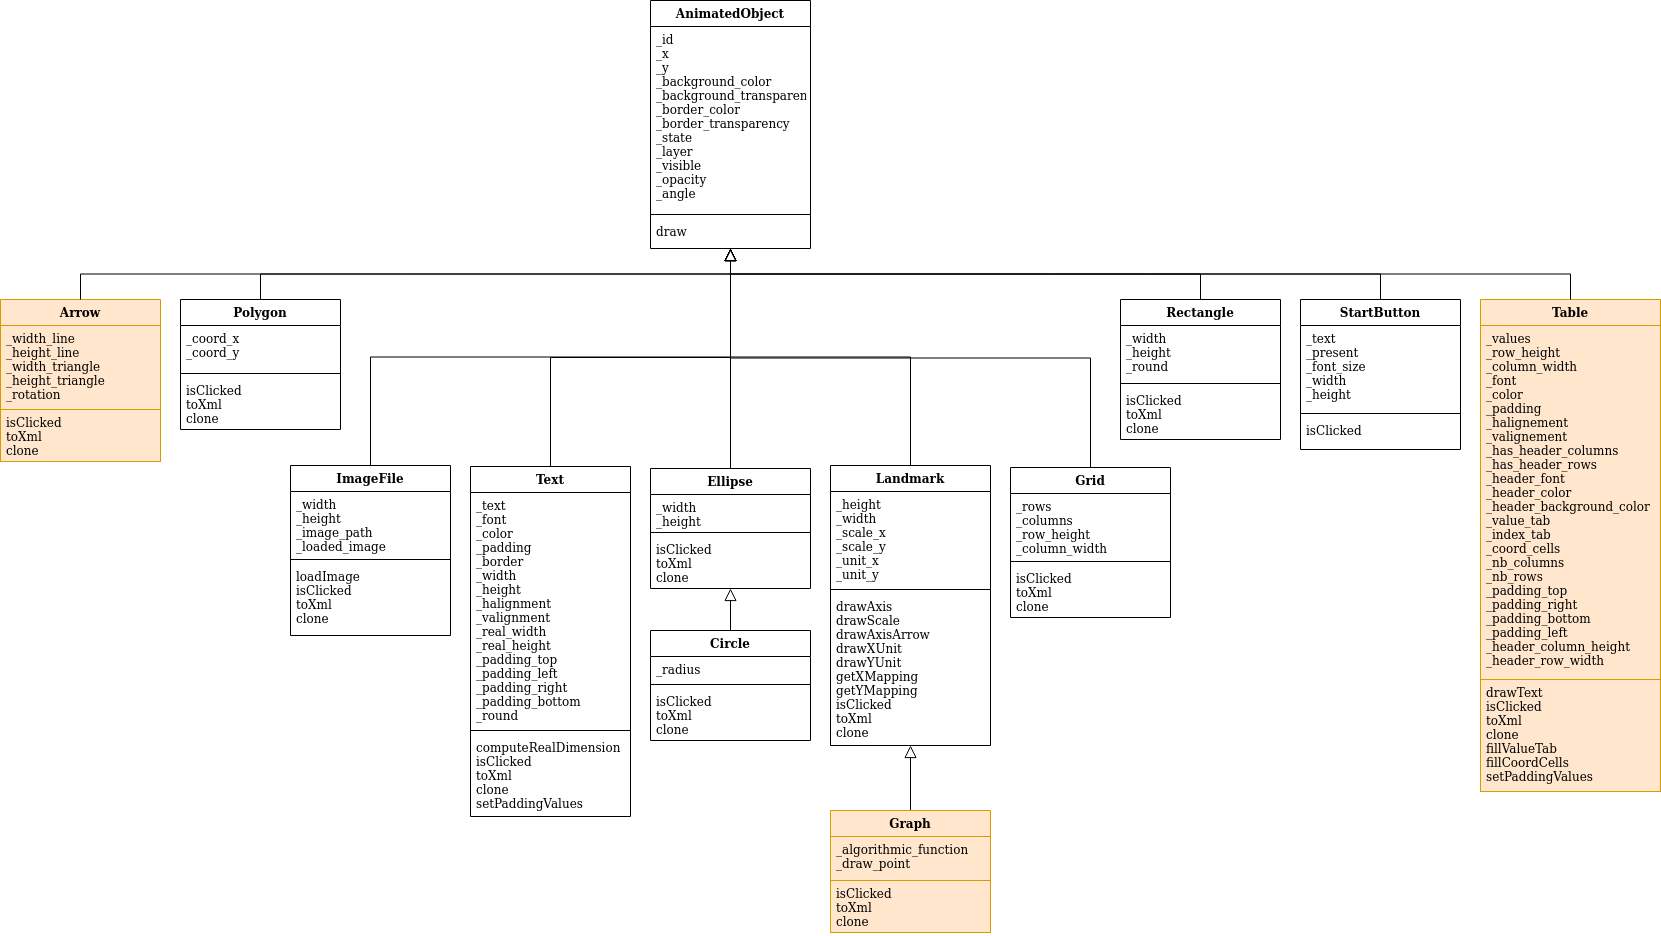 AnimatedObject
_id
_x
_y
_background_color
_background_transparen
_border_color
_border_transparency
_state
_layer
_visible
_opacity
_angle
draw
Arrow
_width_line
_height_line
_width_triangle
_height_triangle
_rotation
isClicked
toXml
clone
Polygon
_coord_x
_coord_y
isClicked
toXml
clone
ImageFile
_width
_height
_image_path
_loaded_image
loadImage
isClicked
toXml
clone
Text
_text
_font
_color
_padding
_border
_width
_height
_halignment
_valignment
_real_width
_real_height
_padding_top
_padding_left
_padding_right
_padding_bottom
_round
computeRealDimension
isClicked
toXml
clone
setPaddingValues
Ellipse
_width
_height
isClicked
toXml
clone
Circle
_radius
isClicked
toXml
clone
Landmark
_height
_width
_scale_x
_scale_y
_unit_x
_unit_y
drawAxis
drawScale
drawAxisArrow
drawXUnit
drawYUnit
getXMapping
getYMapping
isClicked
toXml
clone
Graph
_algorithmic_function
_draw_point
isClicked
toXml
clone
Grid
_rows
_columns
_row_height
_column_width
isClicked
toXml
clone
Rectangle
_width
_height
_round
isClicked
toXml
clone
StartButton
_text
_present
_font_size
_width
_height
isClicked
Table
_values
_row_height
_column_width
_font
_color
_padding
_halignement
_valignement
_has_header_columns
_has_header_rows
_header_font
_header_color
_header_background_color
_value_tab
_index_tab
_coord_cells
_nb_columns
_nb_rows
_padding_top
_padding_right
_padding_bottom
_padding_left
_header_column_height
_header_row_width
drawText
isClicked
toXml
clone
fillValueTab
fillCoordCells
setPaddingValues